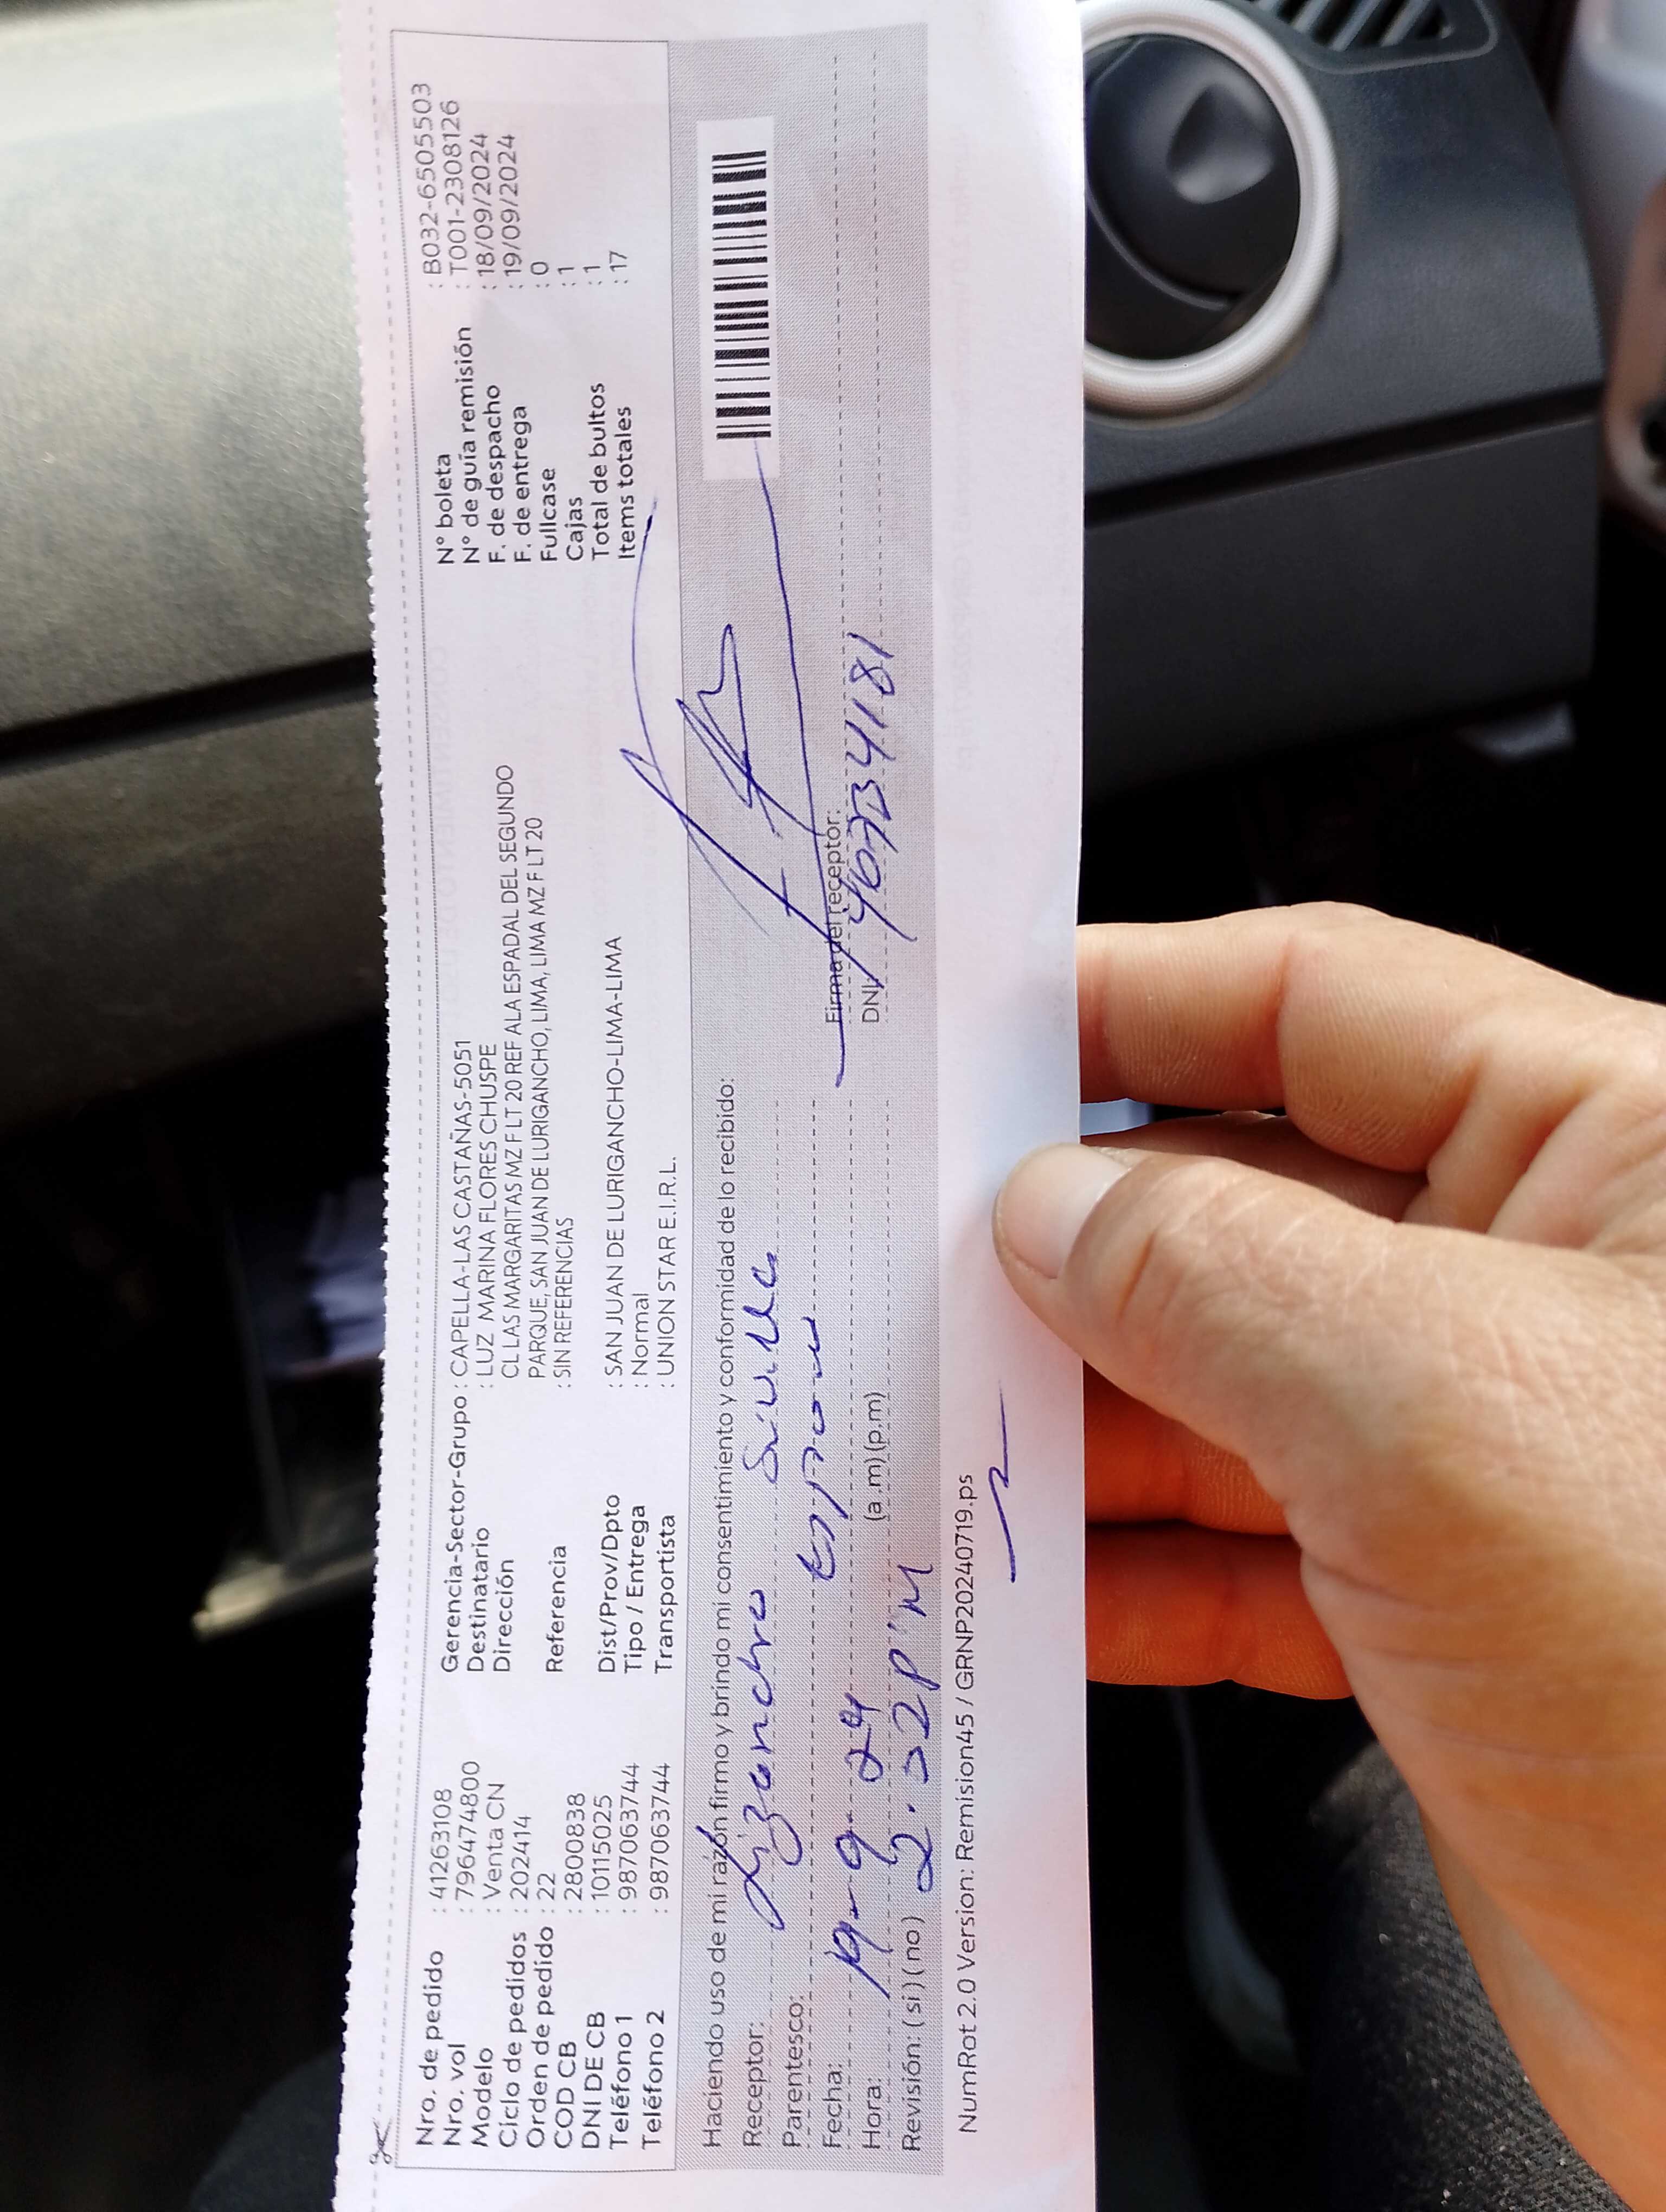 Nro. de pedido : 41263108
Nro. vol : 796474800
Modelo : Venta CN
Ciclo de pedidos : 202414
Orden de pedido : 22
COD CB : 2800838
DNI DE CB : 10115025
Teléfono 1 : 987063744
Teléfono 2 : 987063744
Gerencia-Sector-Grupo : CAPELLA-LAS CASTAÑAS-5051
Destinatario : LUZ MARINA FLORES CHUSPE
Dirección CL LAS MARGARITAS MZ F LT 20 REF ALA ESPADAL DEL SEGUNDO
PARQUE, SAN JUAN DE LURIGANCHO, LIMA, LIMA MZ F LT 20
Referencia : SIN REFERENCIAS
Dist/Prov/Dpto : SAN JUAN DE LURIGANCHO-LIMA-LIMA
Tipo / Entrega : Normal
Transportista : UNION STAR E.I.R.L.
N° boleta : B032-6505503
N° de guía remisión : T001-2308126
F. de despacho : 18/09/2024
F. de entrega : 19/09/2024
Fullcase : 0
Cajas : 1
Total de bultos : 1
Items totales : 17
Haciendo uso de mi razón firmo y brindo mi consentimiento y conformidad de lo recibido:
Receptor:
Parentesco:
Fecha: 19-9-24
Hora: (a .m) (p.m)
Revisión: ( si ) ( no )
Firma del receptor:
DNI:
NumRot 2.0 Version: Remision45 / GRNP20240719.ps